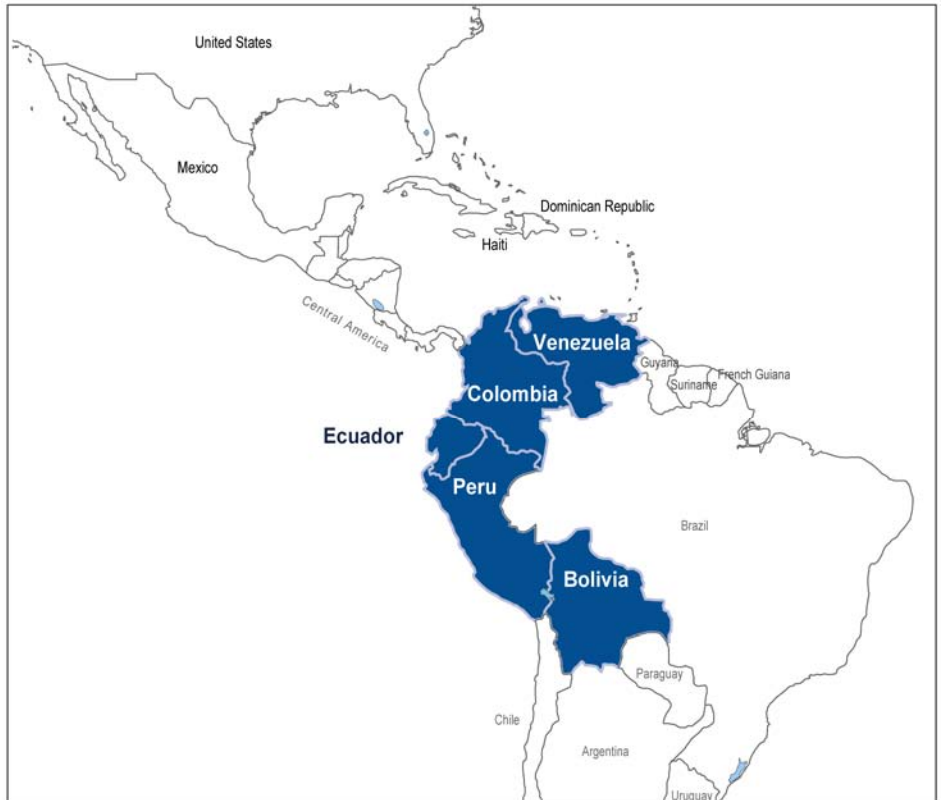 United States
Mexico
Dominican Republic
Haiti
Central America
Venezuela
Guyana
French Guiana
Suriname
Colombia
Ecuador
Peru
Brazil
Bolivia
Paraguay
Chile
Argentina
Uruguay